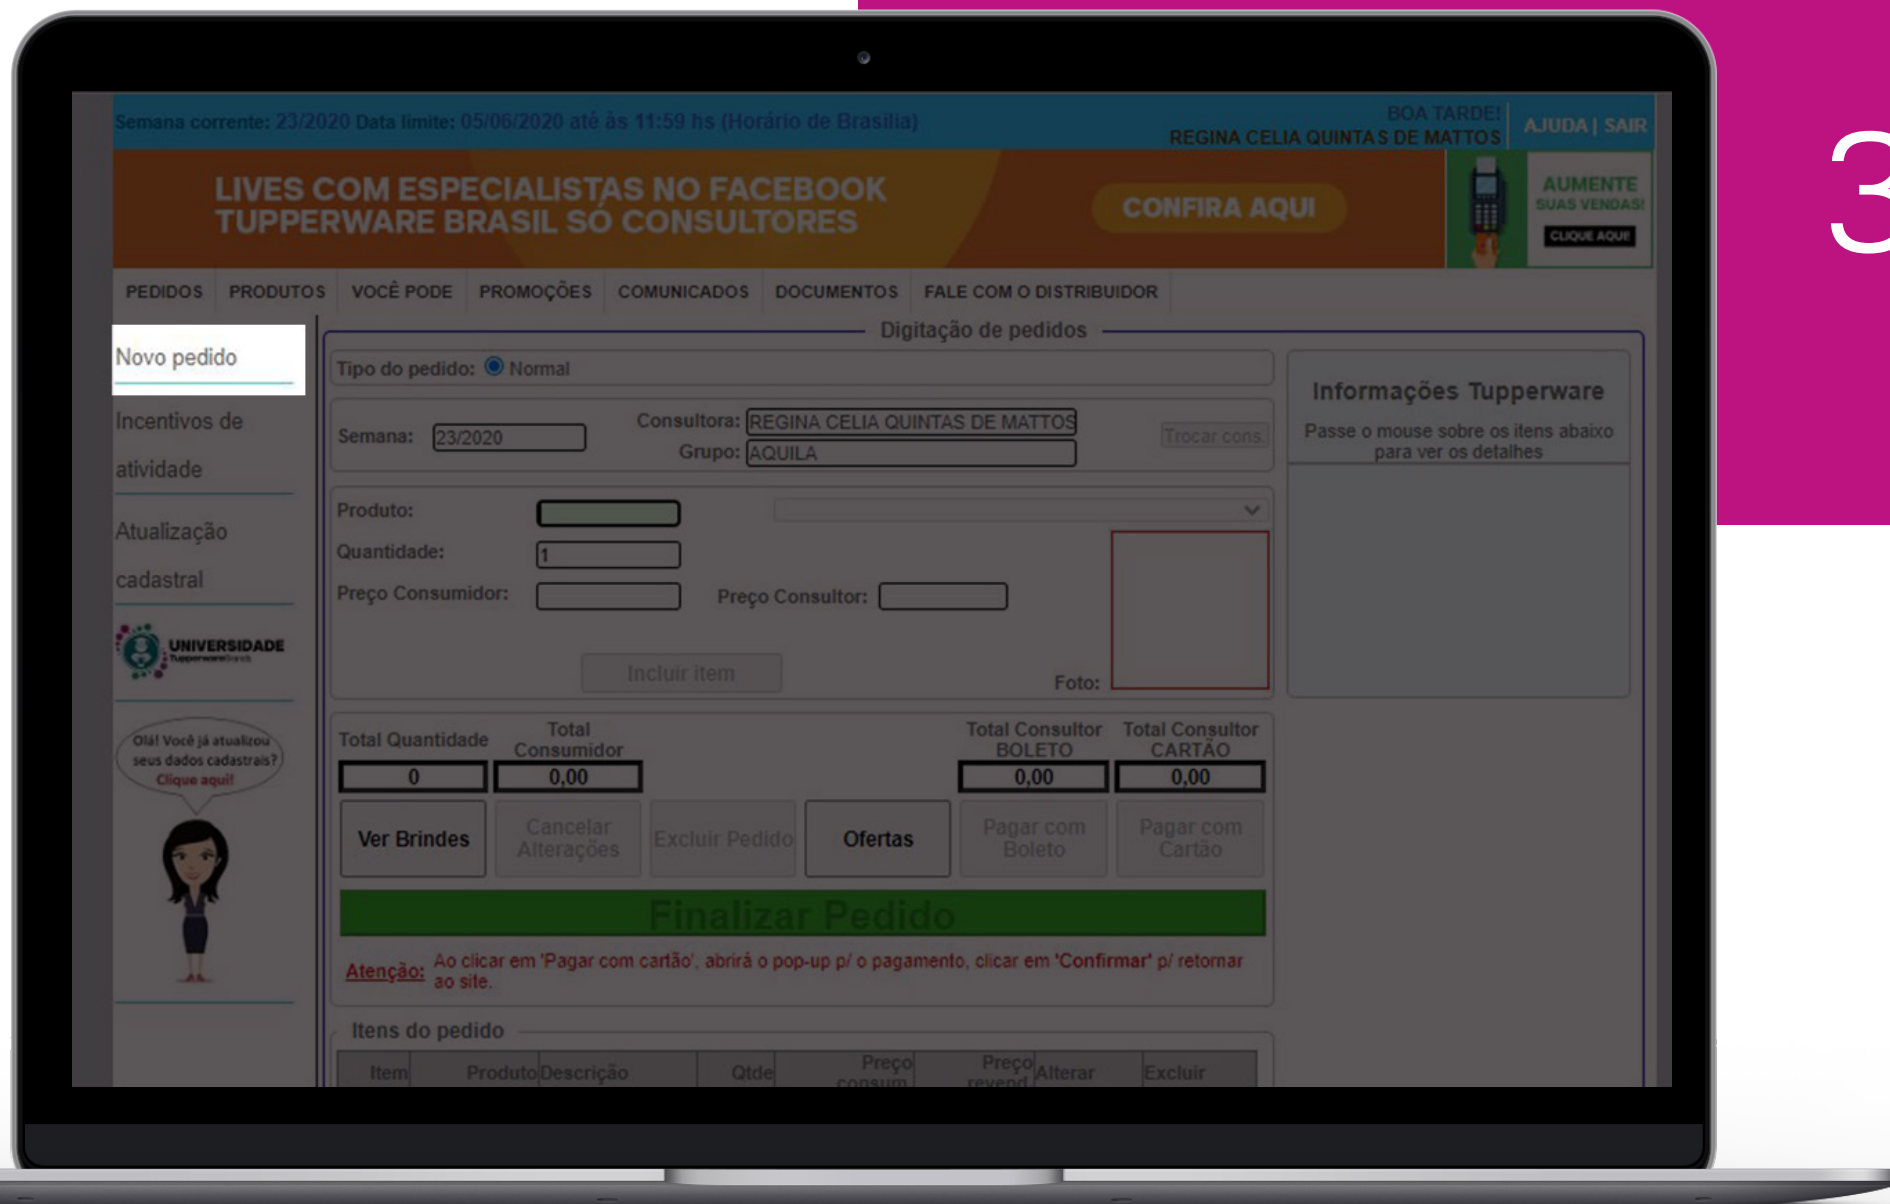 Semana corrente: 23/2020 Data limite: 05/06/2020 até às 11:59 hs (Horário de Brasília)
BOA TARDE!
REGINA CELIA QUINTAS DE MATTOS
AJUDA | SAIR
3
LIVES COM ESPECIALISTAS NO FACEBOOK
TUPPERWARE BRASIL SÓ CONSULTORES
CONFIRA AQUI
AUMENTE
SUAS VENDAS!
CLIQUE AQUI!
PEDIDOS PRODUTOS VOCÊ PODE PROMOÇÕES COMUNICADOS DOCUMENTOS FALE COM O DISTRIBUIDOR
Novo pedido
Incentivos de
atividade
Atualização
cadastral
UNIVERSIDADE
TupperwareBrands
Olá! Você já atualizou
seus dados cadastrais?
Clique aqui!
Digitação de pedidos
Tipo do pedido: Normal
Semana: 23/2020
Consultora: REGINA CELIA QUINTAS DE MATTOS
Grupo: AQUILA
Trocar cons.
Produto:
Quantidade: 1
Preço Consumidor: Preço Consultor:
Incluir item
Foto:
Informações Tupperware
Passe o mouse sobre os itens abaixo
para ver os detalhes
Total Quantidade
0
Total
Consumidor
0,00
Total Consultor
BOLETO
0,00
Total Consultor
CARTÃO
0,00
Ver Brindes
Cancelar
Alterações
Excluir Pedido
Ofertas
Pagar com
Boleto
Pagar com
Cartão
Finalizar Pedido
Atenção: Ao clicar em 'Pagar com cartão', abrirá o pop-up p/ o pagamento, clicar em 'Confirmar' p/ retornar
ao site.
Itens do pedido
Item Produto Descrição Qtde Preço consum. Preço revend. Alterar Excluir